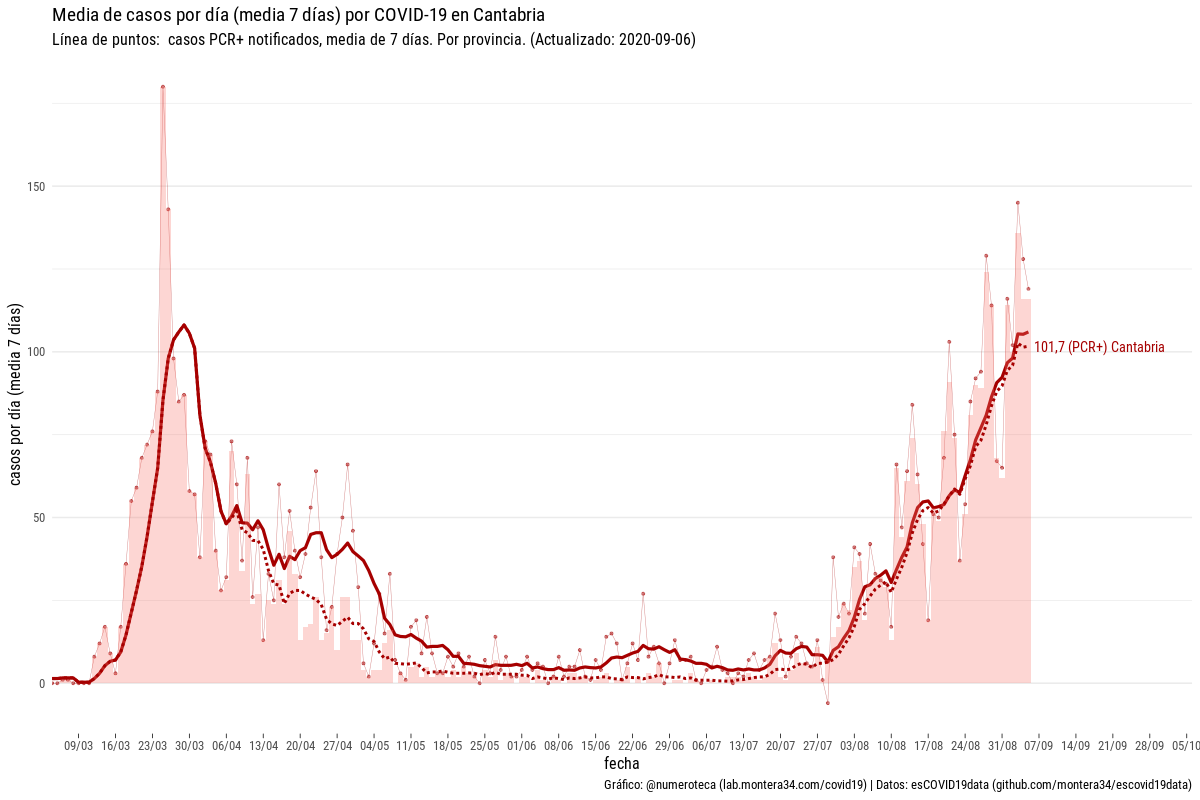 Media de casos por día (media 7 días) por COVID-19 en Cantabria
Línea de puntos:  casos PCR+ notificados, media de 7 días. Por provincia. (Actualizado: 2020-09-06)
casos por día (media 7 días)
150
100
50
0
101,7 (PCR+) Cantabria
09/03 16/03 23/03 30/03 06/04 13/04 20/04 27/04 04/05 11/05 18/05 25/05 01/06 08/06 15/06 22/06 29/06 06/07 13/07 20/07 27/07 03/08 10/08 17/08 24/08 31/08 07/09 14/09 21/09 28/09 05/10
fecha
Gráfico: @numeroteca (lab.montera34.com/covid19) | Datos: esCOVID19data (github.com/montera34/escovid19data)